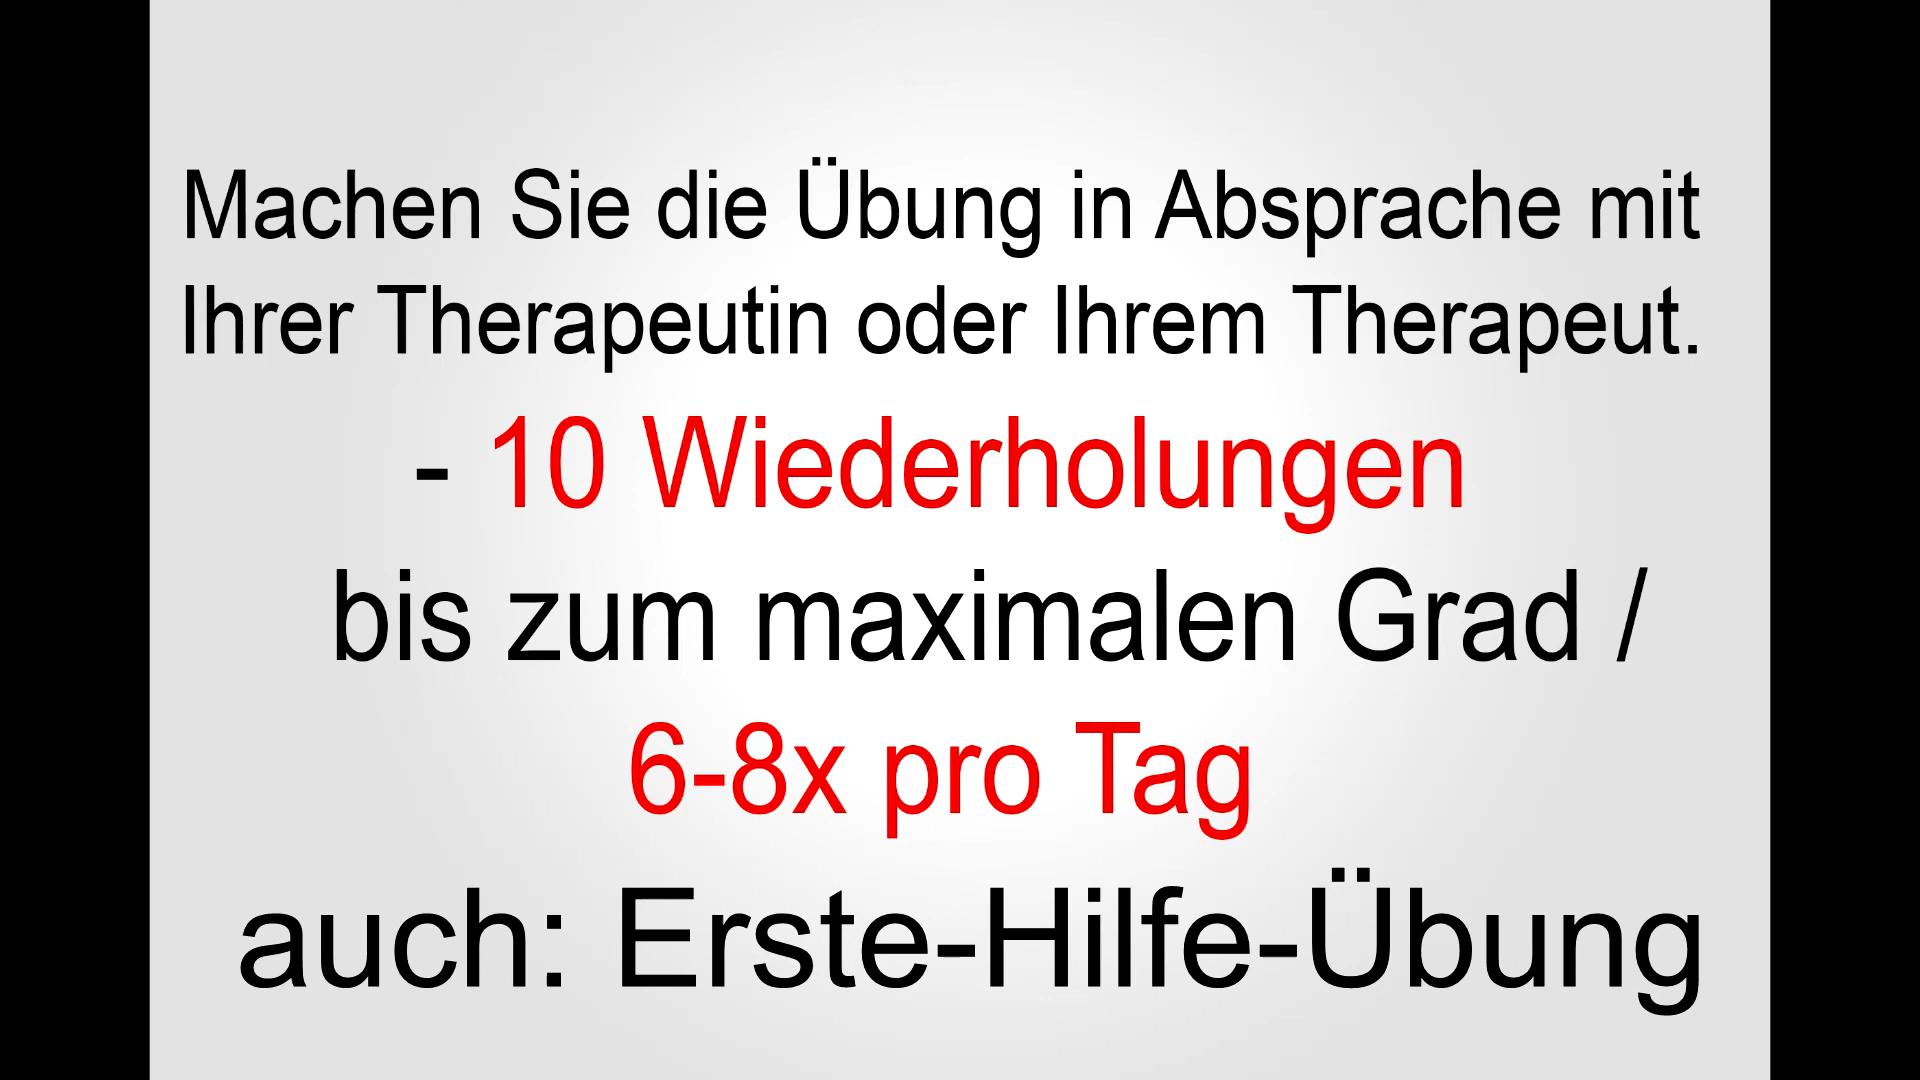 Machen Sie die Übung in Absprache mit
Ihrer Therapeutin oder Ihrem Therapeut.
- 10 Wiederholungen
bis zum maximalen Grad /
6-8x pro Tag
auch: Erste-Hilfe-Übung